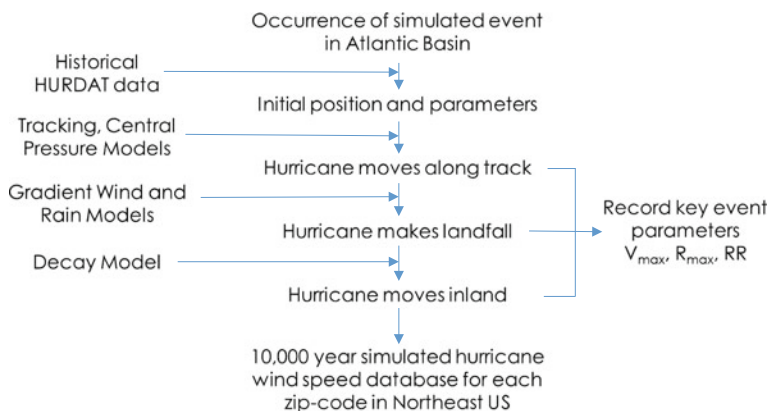 Occurrence of simulated event
in Atlantic Basin
Historical
HURDAT data
Initial position and parameters
Tracking, Central
Pressure Models
Hurricane moves along track
Gradient Wind and
Rain Models
Hurricane makes landfall
Record key event
parameters
Vmax, Rmax, RR
Decay Model
Hurricane moves inland
10,000 year simulated hurricane
wind speed database for each
zip-code in Northeast US